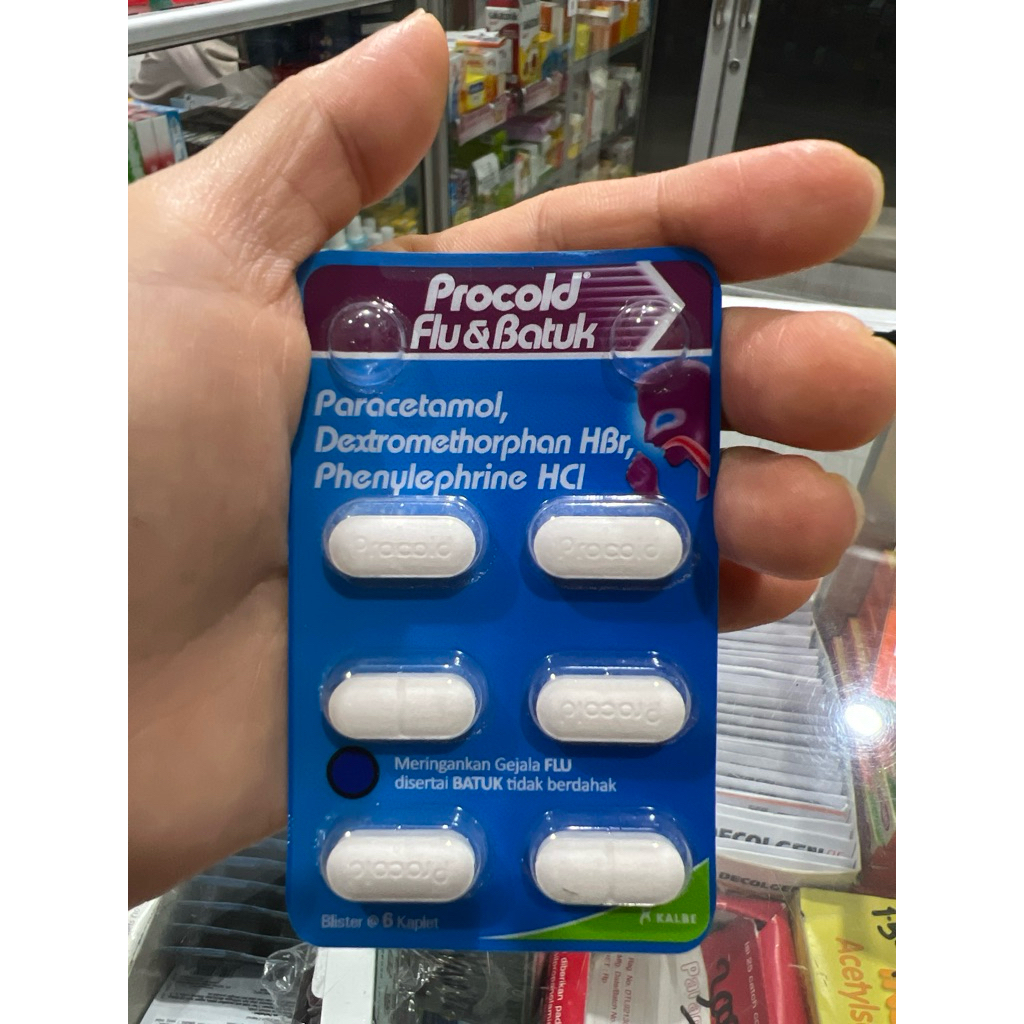 Procold®
Flu & Batuk
Paracetamol,
Dextromethorphan HBr,
Phenylephrine HCl
Procold
Procold
Procold
Meringankan Gejala FLU
disertai BATUK tidak berdahak
Procold
Blister @ 6 Kaplet
KALBE
DECOLGEN
DECOLGEN
Acetyls